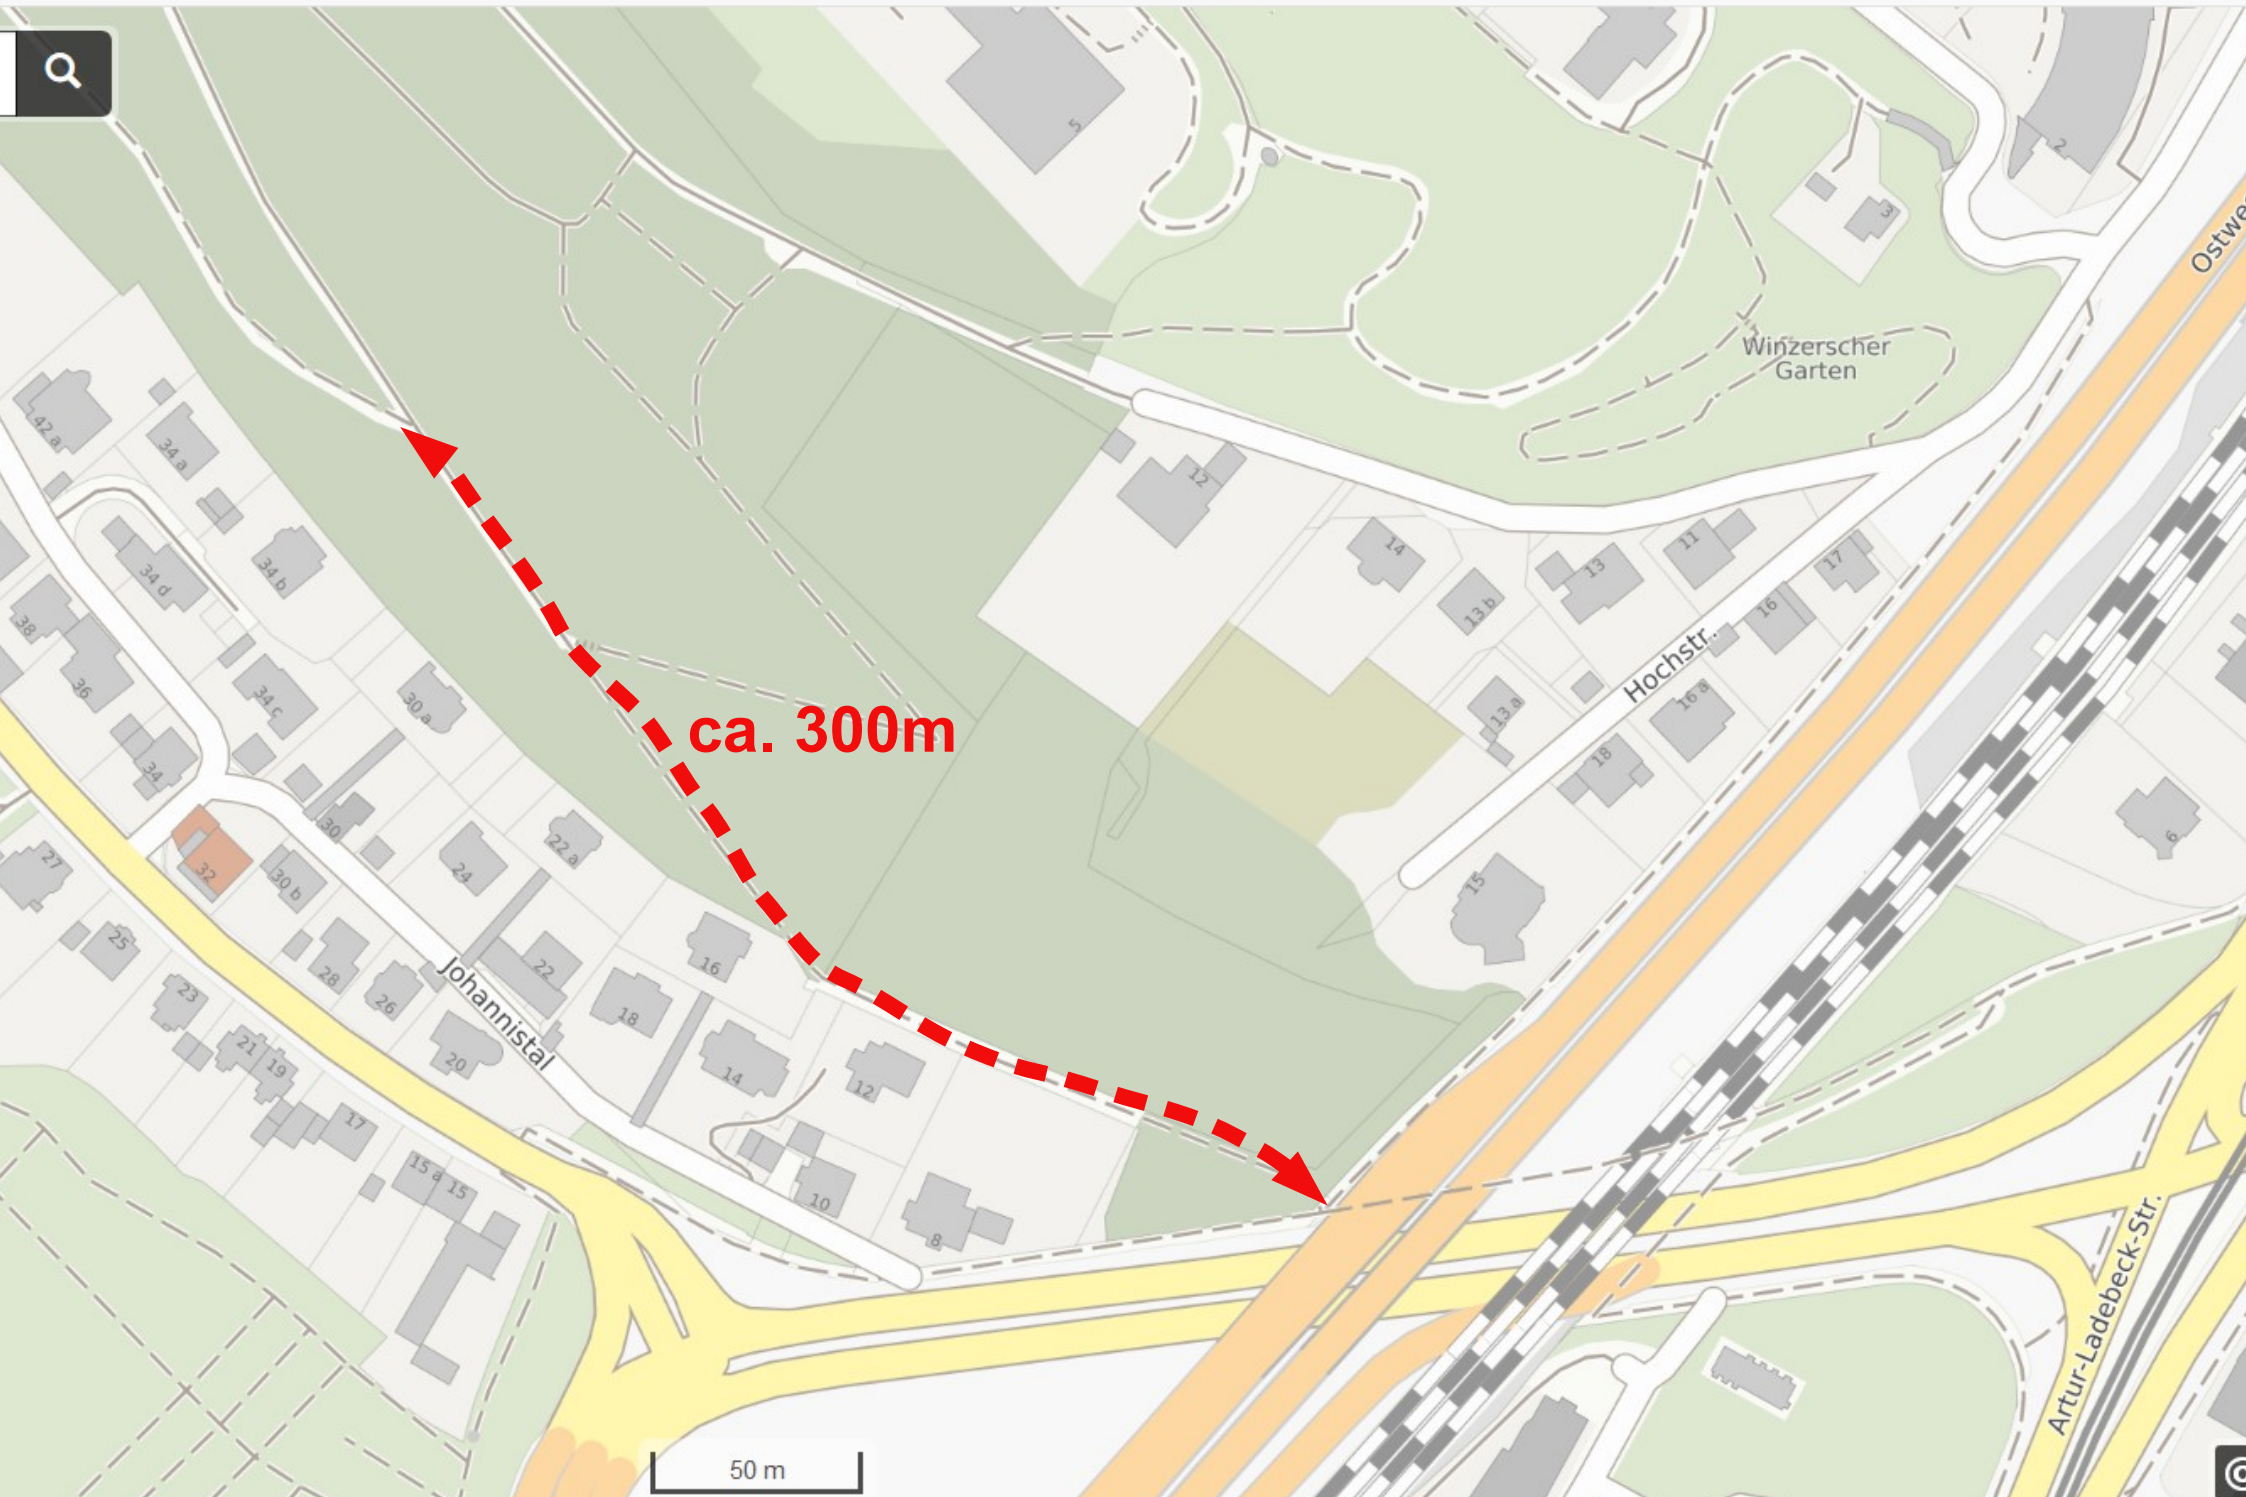 5
2
3
Ostwe
Winzerscher
Garten
42 a
34 a
12
14
13
11
17
34 d
34 b
13 b
16
38
Hochstr.
36
34 c
30 a
13 a
16 a
ca. 300m
34
18
30
22 a
6
27
32
30 b
24
15
25
28
22
16
23
26
Johannistal
18
21
19
20
14
12
17
15 a
15
10
8
Artur-Ladebeck-Str.
50 m
©